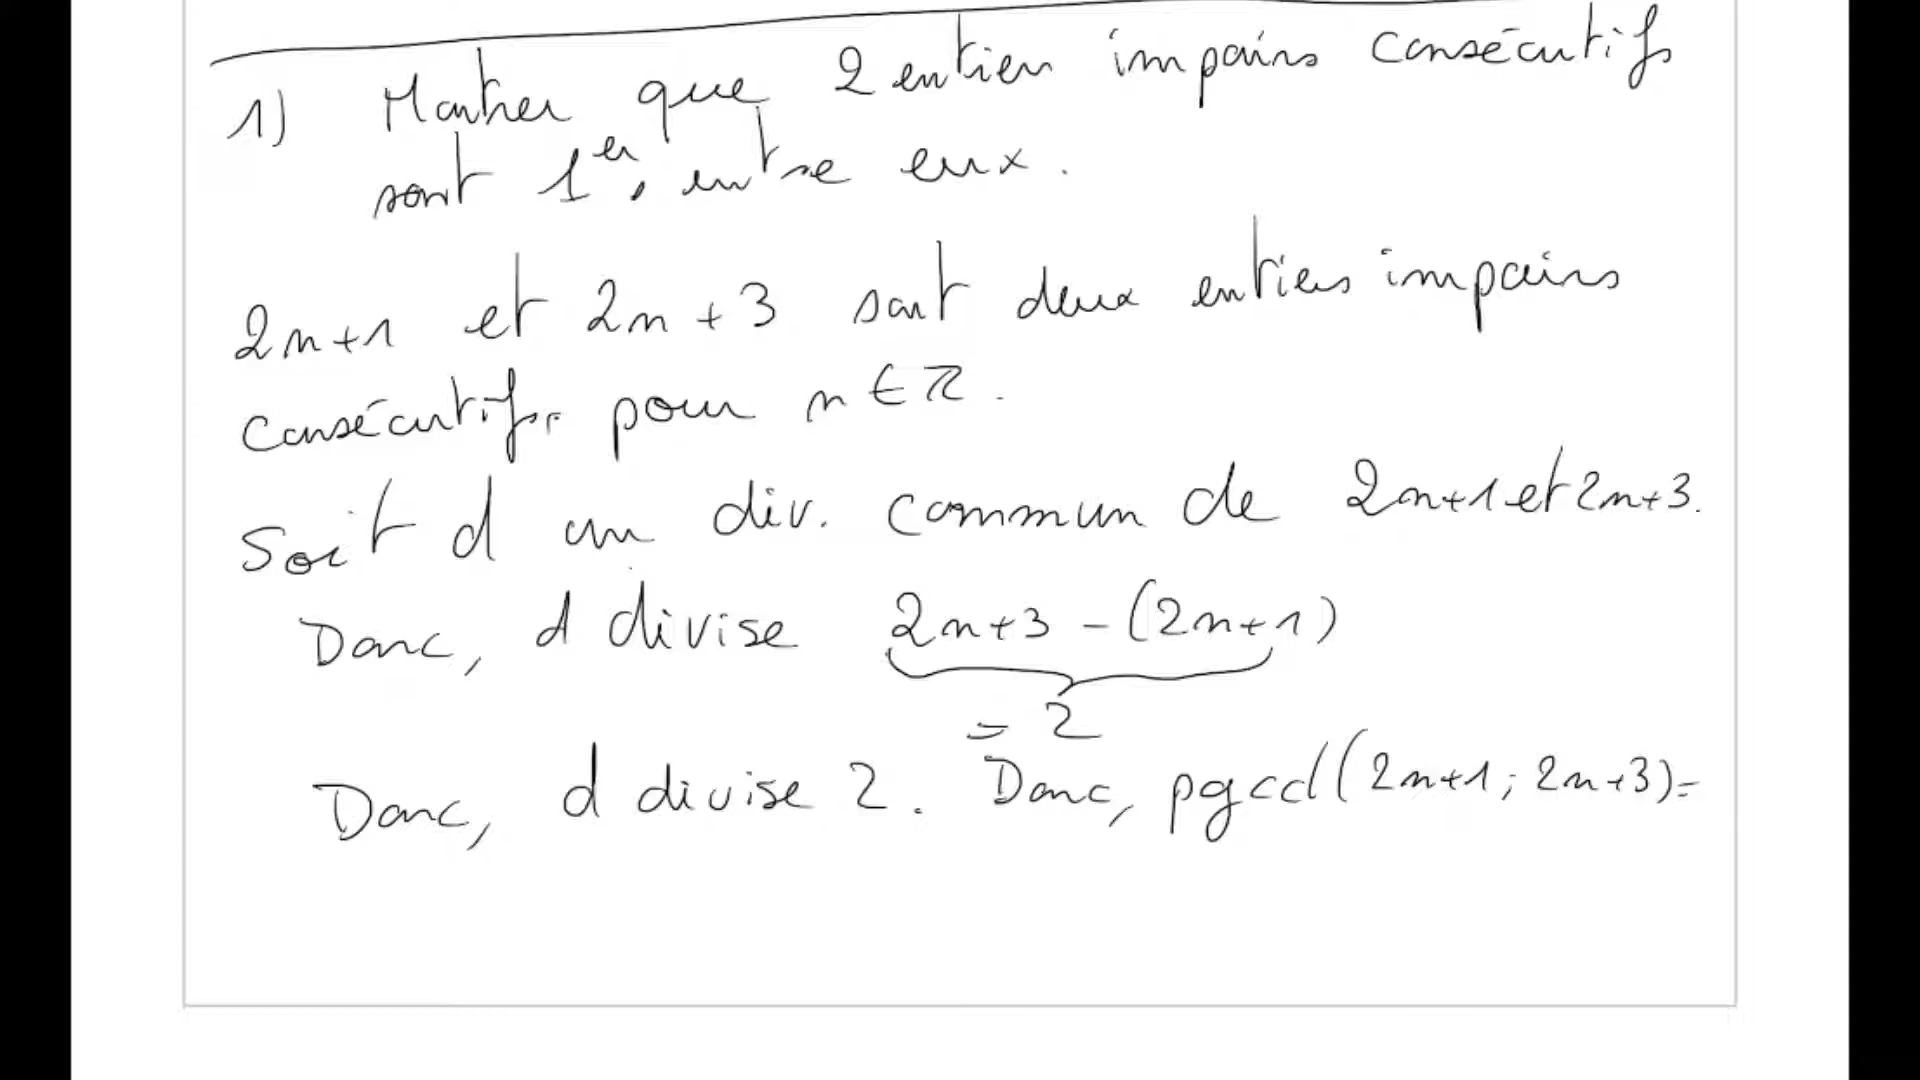 1) Montrer que 2 entiers impairs consécutifs
sont 1ers entre eux.
2n+1 et 2n+3 sont deux entiers impairs
consécutifs pour n ∈ ℤ.
Soit d un div. commun de 2n+1 et 2n+3.
Donc, d divise 2n+3 - (2n+1)
= 2
Donc, d divise 2. Donc, pgcd(2n+1; 2n+3)=